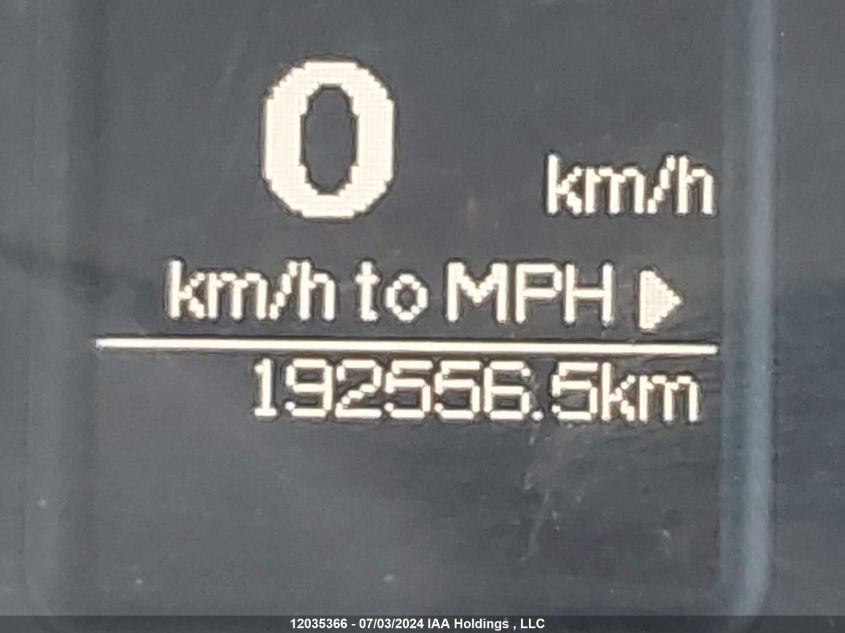 0
km/h
km/h to MPH ▶
192556.5km
12035366 - 07/03/2024 IAA Holdings , LLC